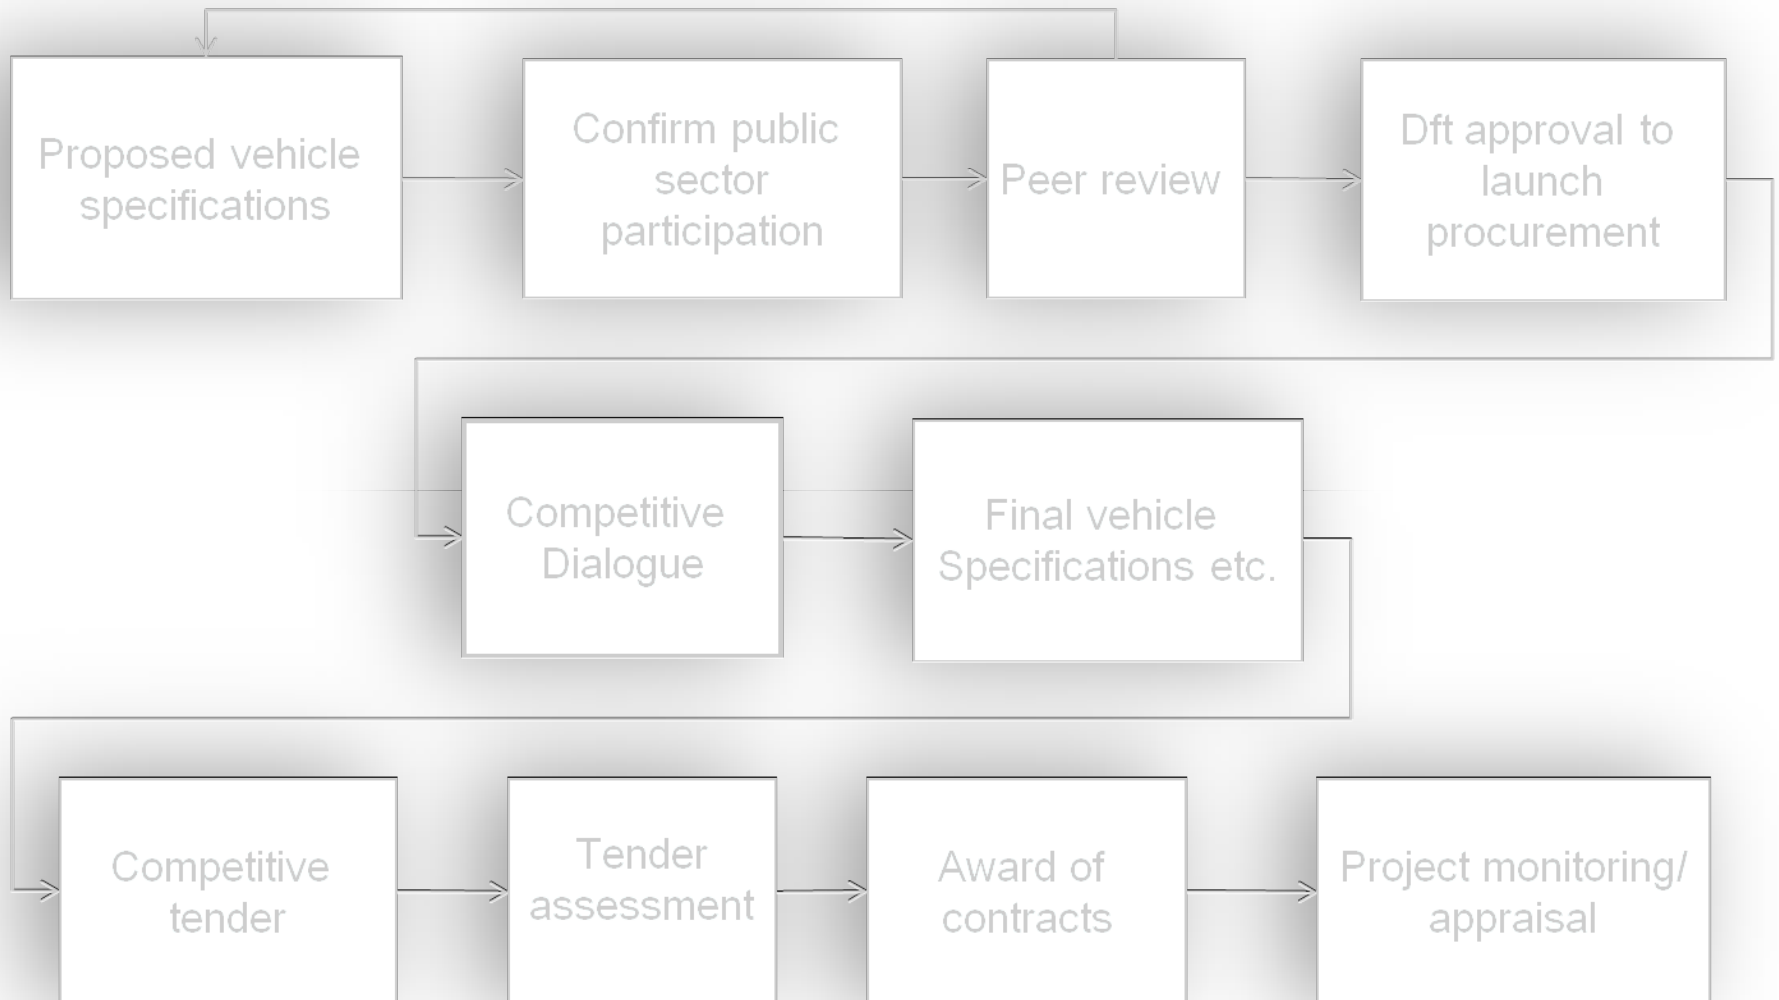 Proposed vehicle
specifications
Confirm public
sector
participation
Peer review
Dft approval to
launch
procurement
Competitive
Dialogue
Final vehicle
Specifications etc.
Competitive
tender
Tender
assessment
Award of
contracts
Project monitoring/
appraisal